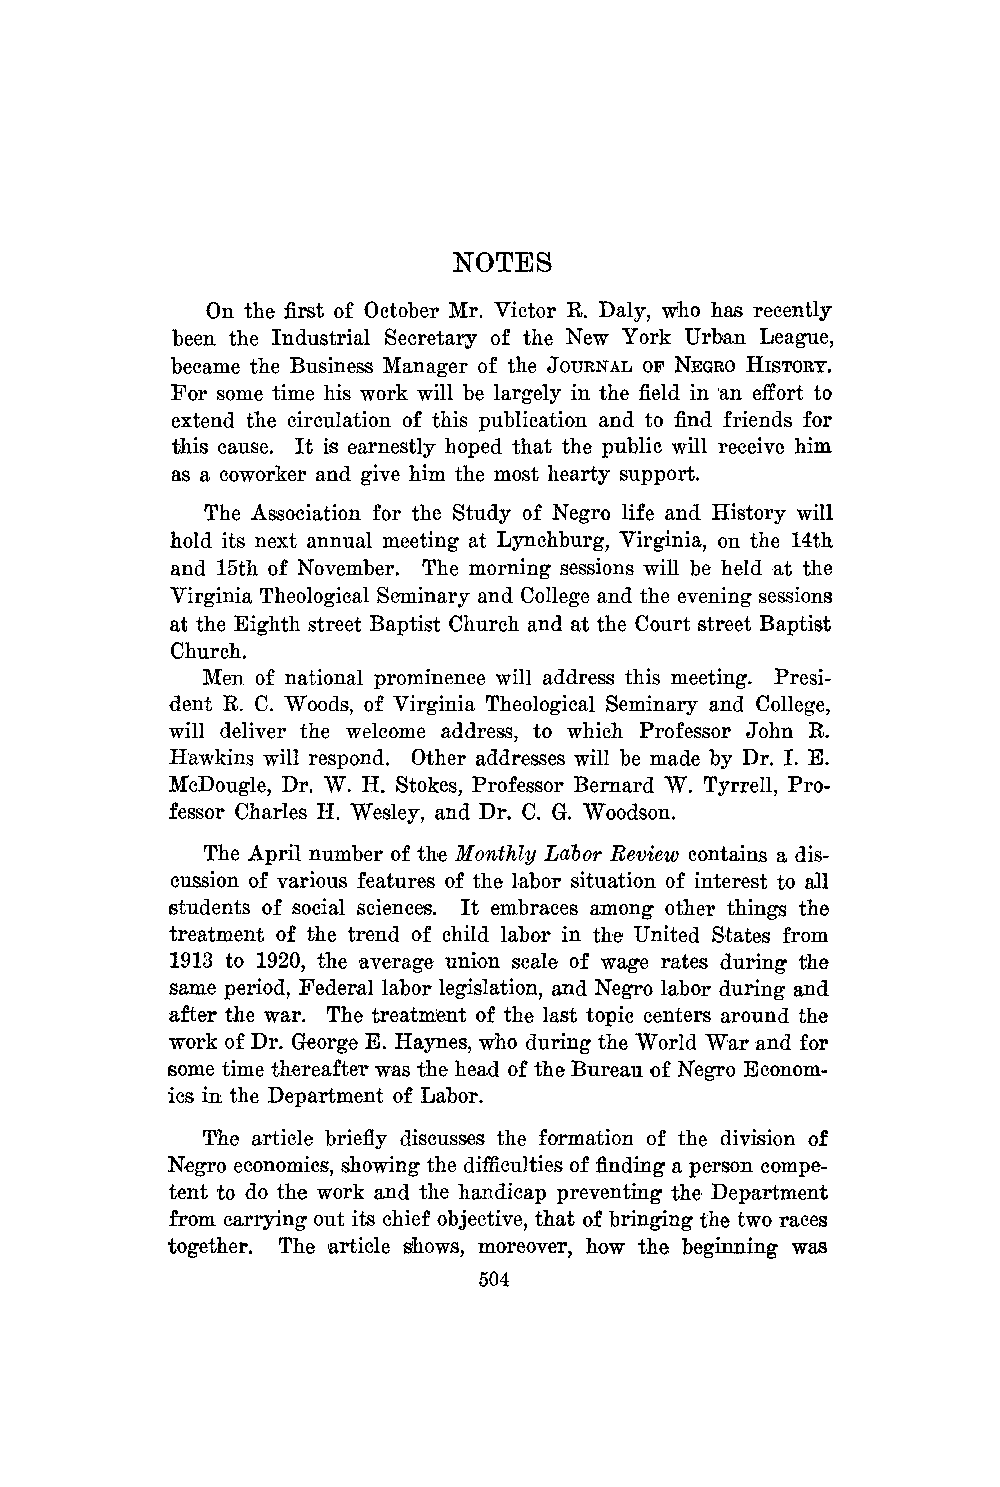 NOTES
On the first of October Mr. Victor R. Daly, who has recently
been the Industrial Secretary of the New York Urban League,
became the Business Manager of the JOURNAL OF NEGRO HISTORY.
For some time his work will be largely in the field in an effort to
extend the circulation of this publication and to find friends for
this cause. It is earnestly hoped that the public will receive him
as a coworker and give him the most hearty support.
The Association for the Study of Negro life and History will
hold its next annual meeting at Lynchburg, Virginia, on the 14th
and 15th of November. The morning sessions will be held at the
Virginia Theological Seminary and College and the evening sessions
at the Eighth street Baptist Church and at the Court street Baptist
Church.
Men of national prominence will address this meeting. Presi-
dent R. C. Woods, of Virginia Theological Seminary and College,
will deliver the welcome address, to which Professor John R.
Hawkins will respond. Other addresses will be made by Dr. I. E.
McDougle, Dr. W. H. Stokes, Professor Bernard W. Tyrrell, Pro-
fessor Charles H. Wesley, and Dr. C. G. Woodson.
The April number of the Monthly Labor Review contains a dis-
cussion of various features of the labor situation of interest to all
students of social sciences. It embraces among other things the
treatment of the trend of child labor in the United States from
1913 to 1920, the average union scale of wage rates during the
same period, Federal labor legislation, and Negro labor during and
after the war. The treatment of the last topic centers around the
work of Dr. George E. Haynes, who during the World War and for
some time thereafter was the head of the Bureau of Negro Econom-
ics in the Department of Labor.
The article briefly discusses the formation of the division of
Negro economics, showing the difficulties of finding a person compe-
tent to do the work and the handicap preventing the Department
from carrying out its chief objective, that of bringing the two races
together. The article shows, moreover, how the beginning was
504